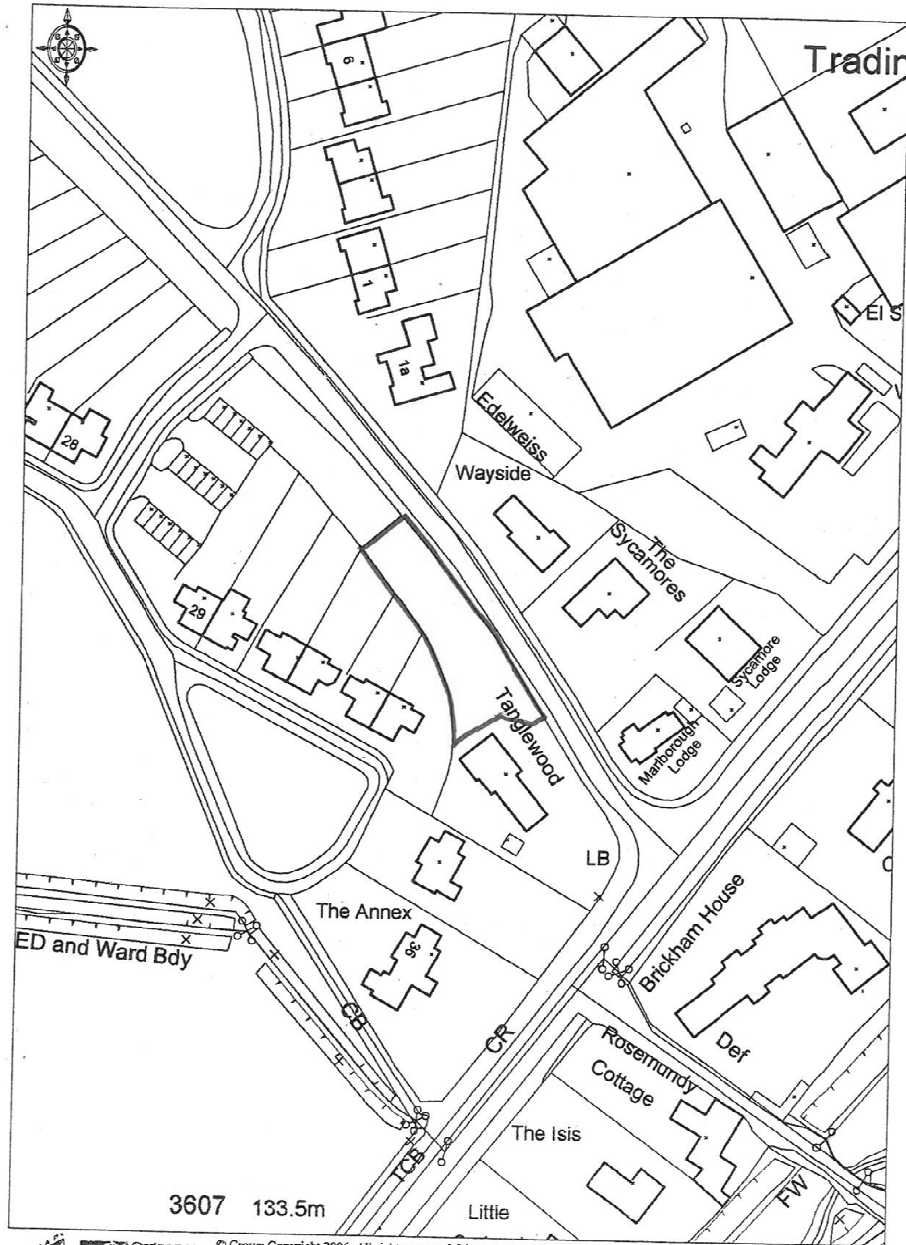 Tradin
6
1
1a
El S
Edelweiss
Wayside
The
Sycamores
28
29
Sycamore
Lodge
Marlborough
Lodge
Tanglewood
LB
The Annex
36
ED and Ward Bdy
CB
CR
Brickham House
Def
Rosemundy
Cottage
The Isis
TCB
FW
3607 133.5m
Little